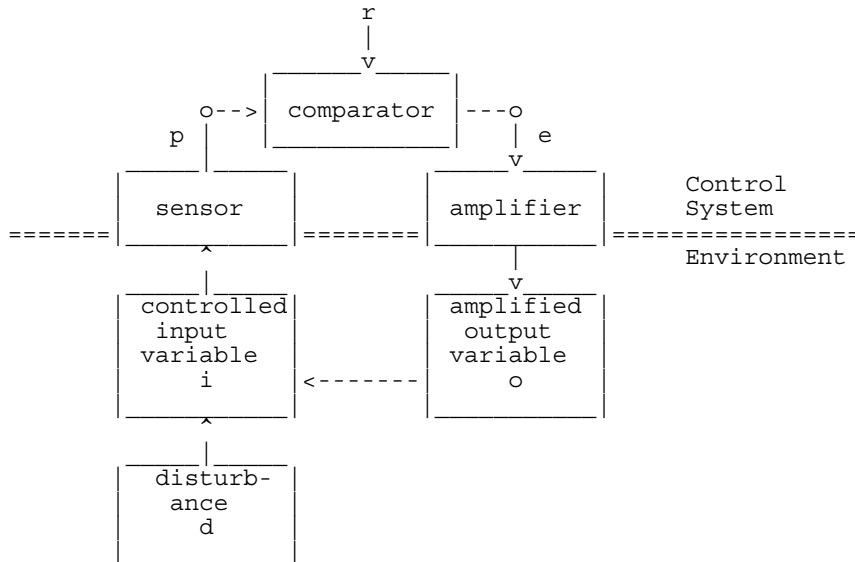 r
comparator
p
e
sensor
amplifier
Control
System
Environment
controlled
input
variable
i
amplified
output
variable
o
disturb-
ance
d